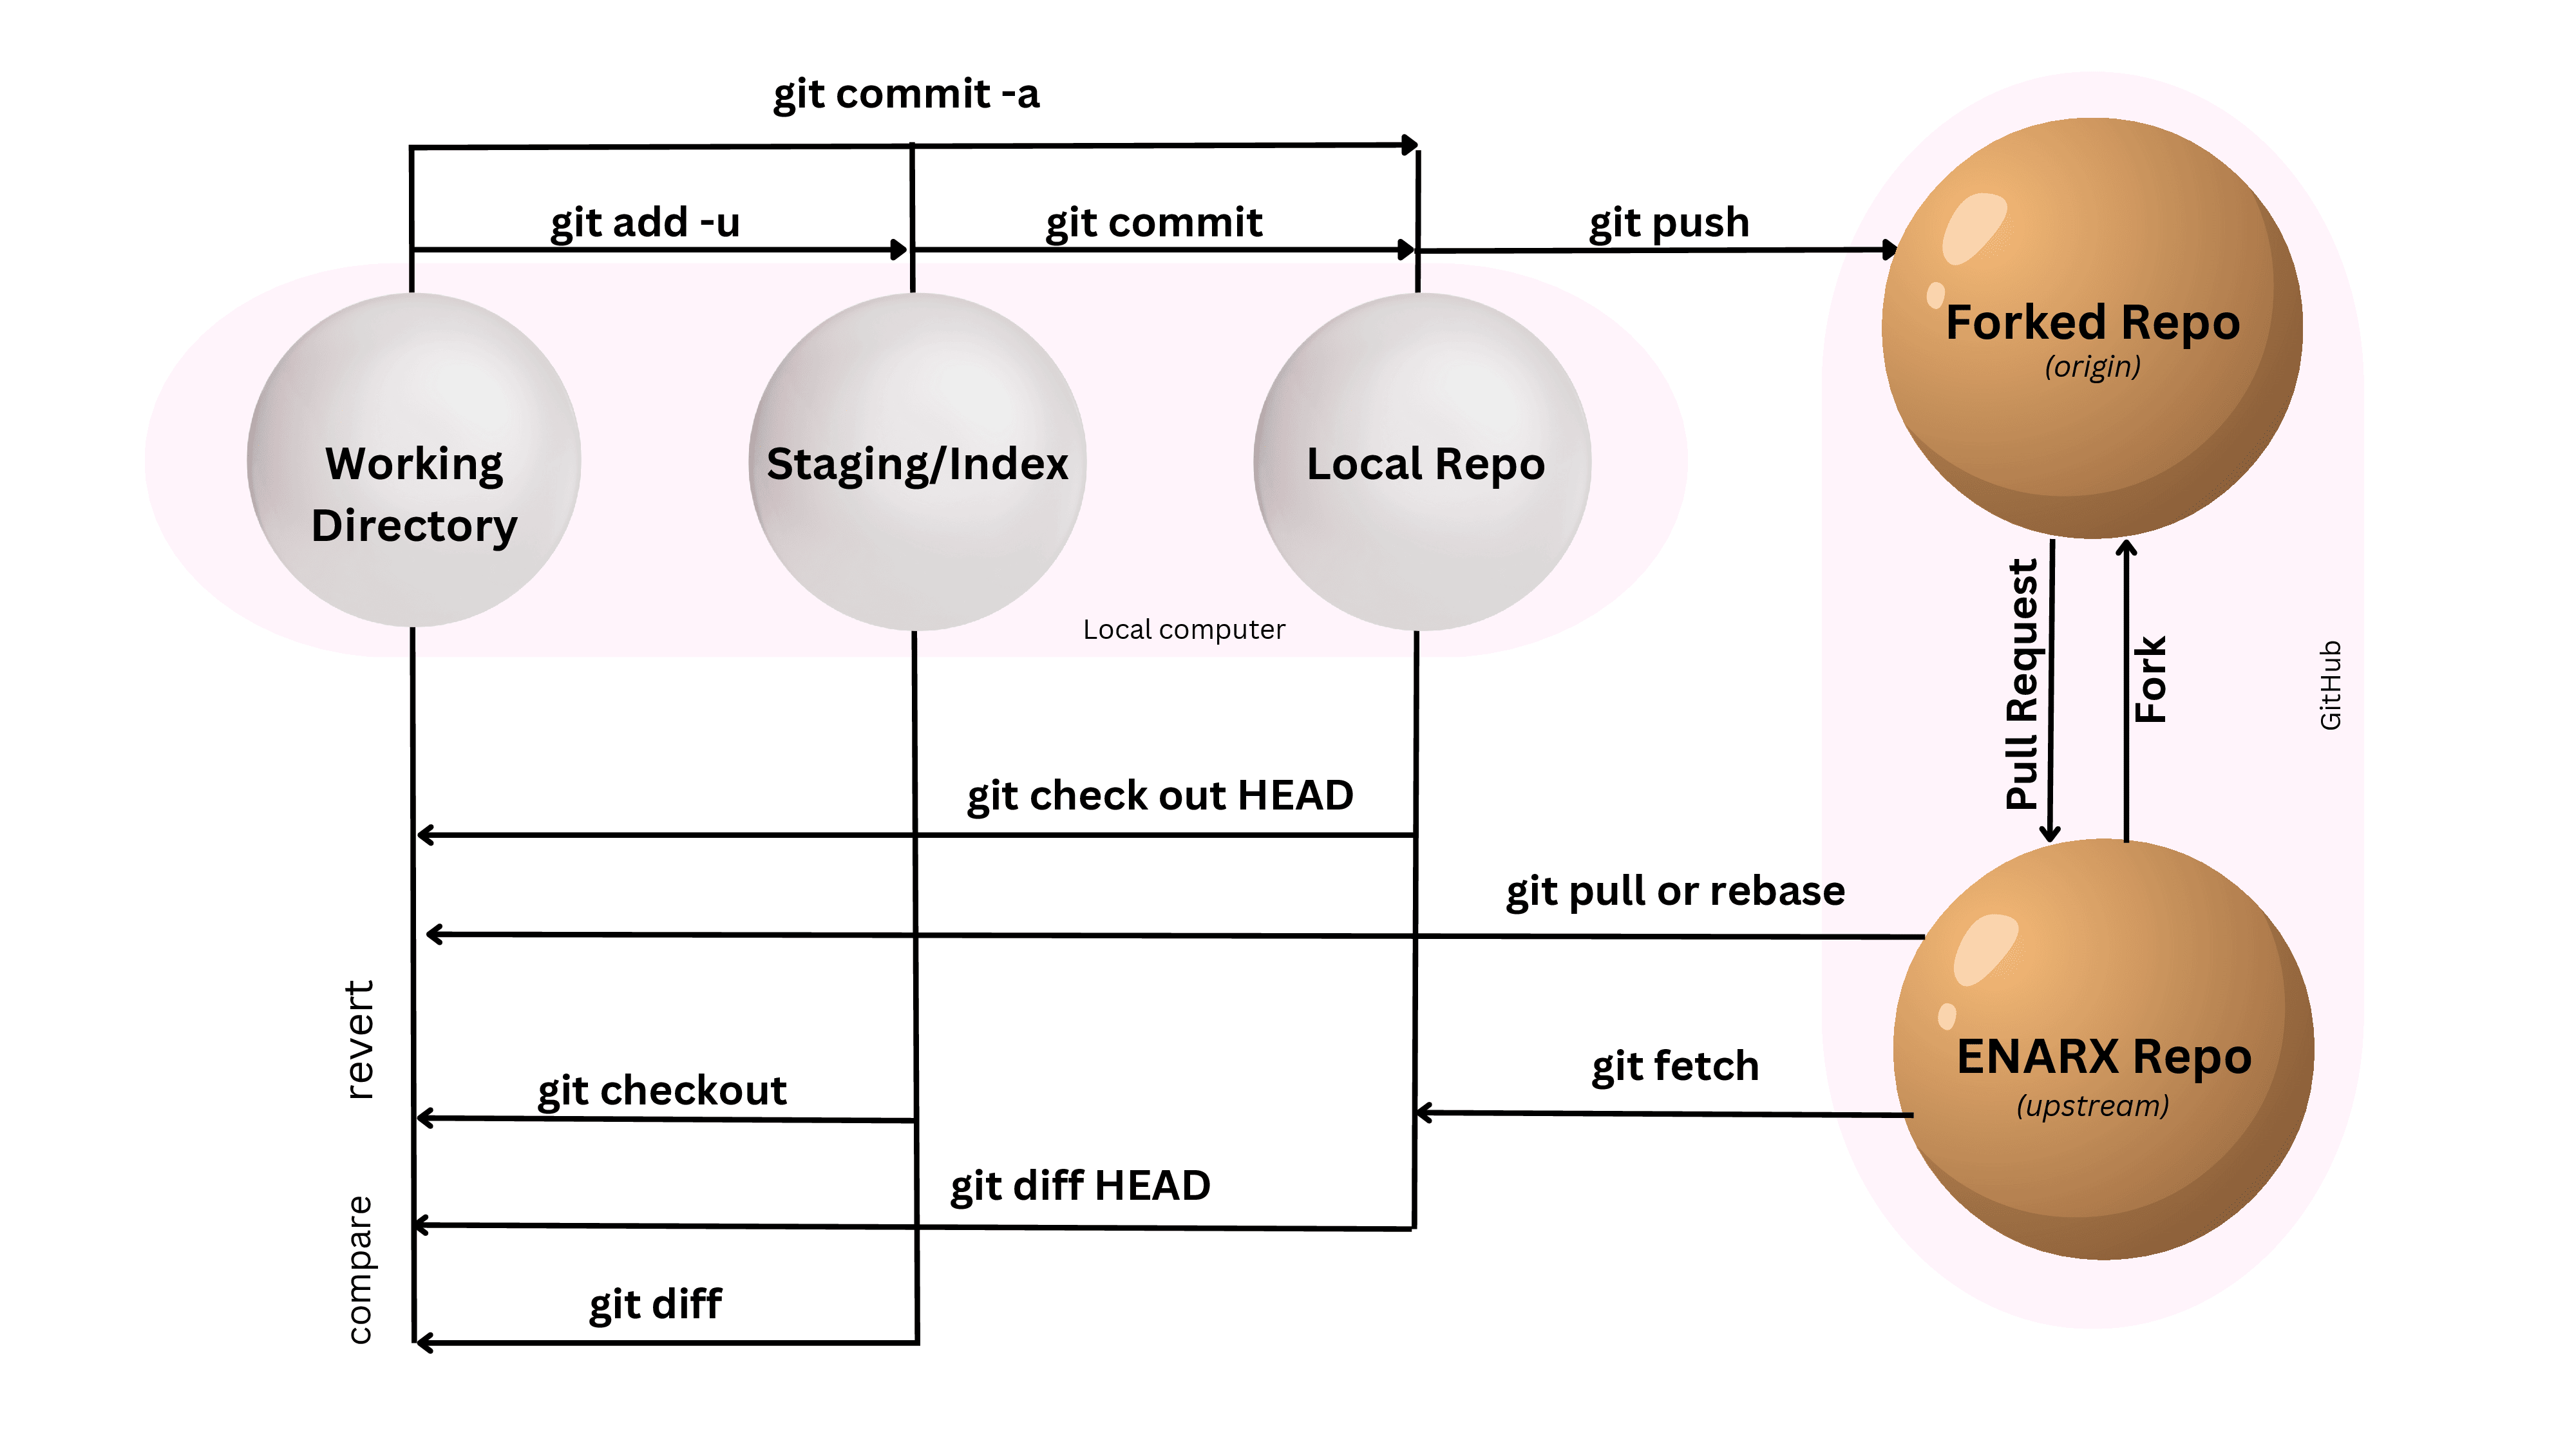 git commit -a
git add -u
git commit
git push
Forked Repo
(origin)
Working
Directory
Staging/Index
Local Repo
Local computer
Pull Request
Fork
GitHub
git check out HEAD
git pull or rebase
revert
git checkout
git fetch
ENARX Repo
(upstream)
git diff HEAD
compare
git diff